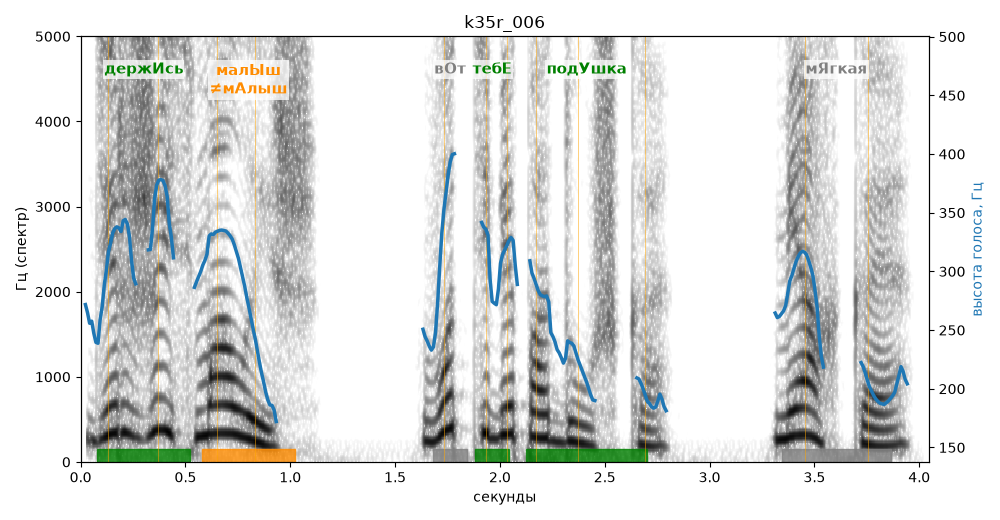 k35r_006
держИсь
малЫш
≠мАлыш
вОт
тебЕ
подУшка
мЯгкая
5000
4000
3000
2000
1000
0
Гц (спектр)
500
450
400
350
300
250
200
150
высота голоса, Гц
0.0
0.5
1.0
1.5
2.0
2.5
3.0
3.5
4.0
секунды